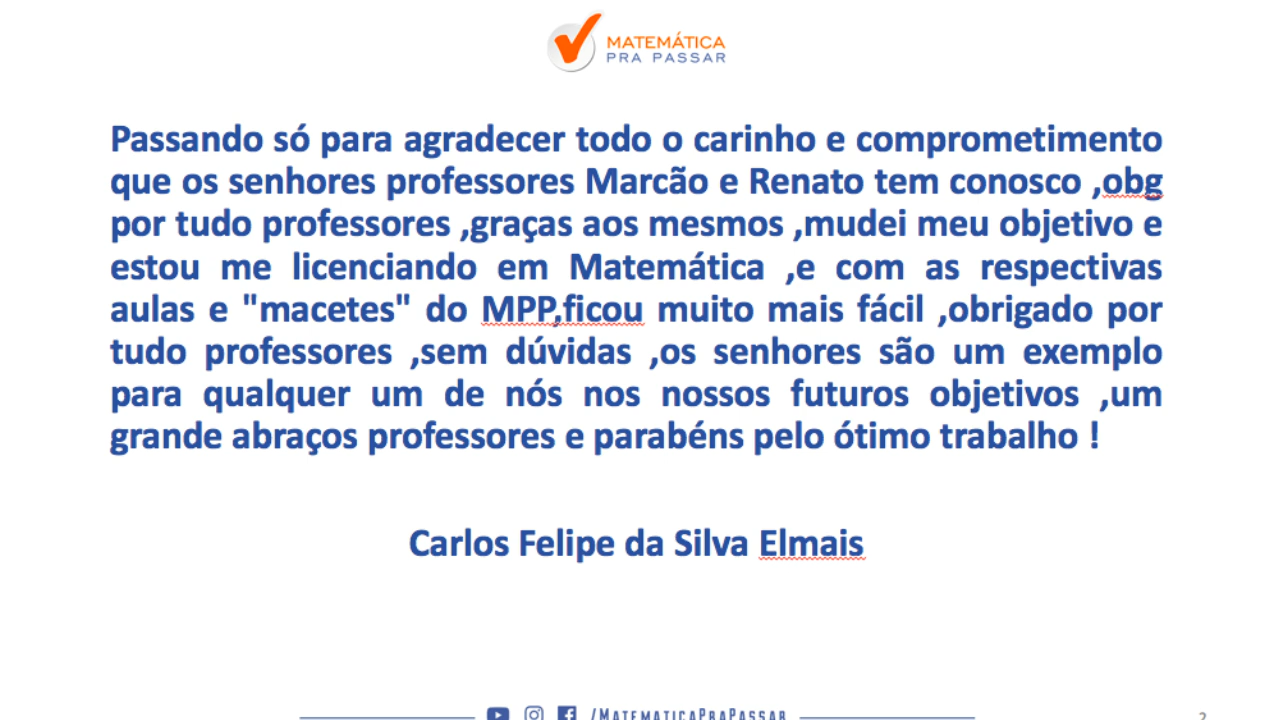 MATEMÁTICA
PRA PASSAR
Passando só para agradecer todo o carinho e comprometimento
que os senhores professores Marcão e Renato tem conosco ,obg
por tudo professores ,graças aos mesmos ,mudei meu objetivo e
estou me licenciando em Matemática ,e com as respectivas
aulas e "macetes" do MPP,ficou muito mais fácil ,obrigado por
tudo professores ,sem dúvidas ,os senhores são um exemplo
para qualquer um de nós nos nossos futuros objetivos ,um
grande abraços professores e parabéns pelo ótimo trabalho !
Carlos Felipe da Silva Elmais
/MATEMATICAPRAPASSAR
2